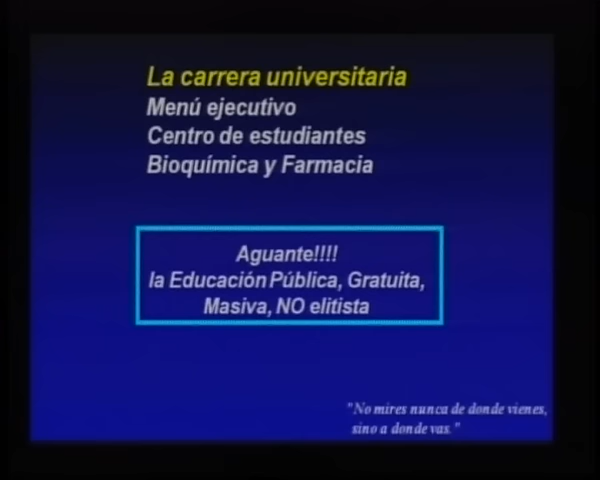 La carrera universitaria
Menú ejecutivo
Centro de estudiantes
Bioquímica y Farmacia
Aguante!!!!
la Educación Pública, Gratuita,
Masiva, NO elitista
"No mires nunca de donde vienes,
sino a donde vas."